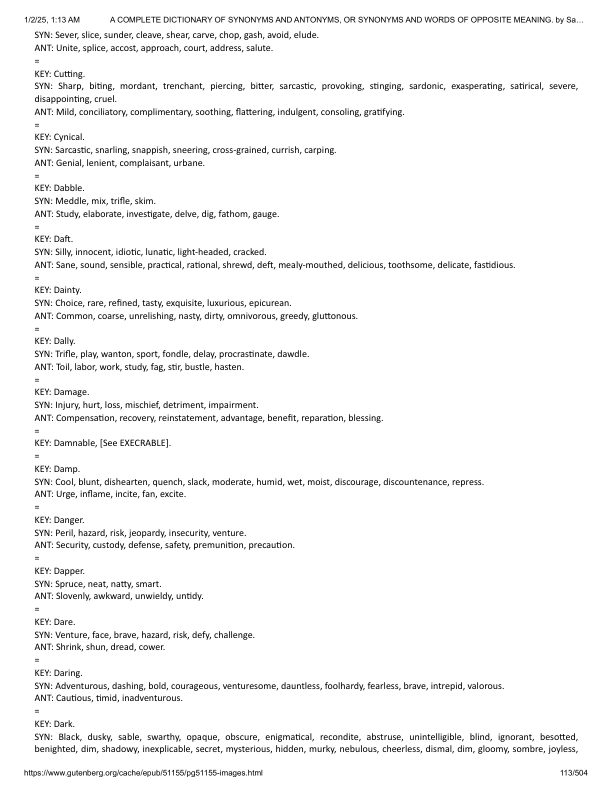 1/2/25, 1:13 AM A COMPLETE DICTIONARY OF SYNONYMS AND ANTONYMS, OR SYNONYMS AND WORDS OF OPPOSITE MEANING. by Sa…
SYN: Sever, slice, sunder, cleave, shear, carve, chop, gash, avoid, elude.
ANT: Unite, splice, accost, approach, court, address, salute.
=
KEY: Cutting.
SYN: Sharp, biting, mordant, trenchant, piercing, bitter, sarcastic, provoking, stinging, sardonic, exasperating, satirical, severe,
disappointing, cruel.
ANT: Mild, conciliatory, complimentary, soothing, flattering, indulgent, consoling, gratifying.
=
KEY: Cynical.
SYN: Sarcastic, snarling, snappish, sneering, cross-grained, currish, carping.
ANT: Genial, lenient, complaisant, urbane.
=
KEY: Dabble.
SYN: Meddle, mix, trifle, skim.
ANT: Study, elaborate, investigate, delve, dig, fathom, gauge.
=
KEY: Daft.
SYN: Silly, innocent, idiotic, lunatic, light-headed, cracked.
ANT: Sane, sound, sensible, practical, rational, shrewd, deft, mealy-mouthed, delicious, toothsome, delicate, fastidious.
=
KEY: Dainty.
SYN: Choice, rare, refined, tasty, exquisite, luxurious, epicurean.
ANT: Common, coarse, unrelishing, nasty, dirty, omnivorous, greedy, gluttonous.
=
KEY: Dally.
SYN: Trifle, play, wanton, sport, fondle, delay, procrastinate, dawdle.
ANT: Toil, labor, work, study, fag, stir, bustle, hasten.
=
KEY: Damage.
SYN: Injury, hurt, loss, mischief, detriment, impairment.
ANT: Compensation, recovery, reinstatement, advantage, benefit, reparation, blessing.
=
KEY: Damnable, [See EXECRABLE].
=
KEY: Damp.
SYN: Cool, blunt, dishearten, quench, slack, moderate, humid, wet, moist, discourage, discountenance, repress.
ANT: Urge, inflame, incite, fan, excite.
=
KEY: Danger.
SYN: Peril, hazard, risk, jeopardy, insecurity, venture.
ANT: Security, custody, defense, safety, premunition, precaution.
=
KEY: Dapper.
SYN: Spruce, neat, natty, smart.
ANT: Slovenly, awkward, unwieldy, untidy.
=
KEY: Dare.
SYN: Venture, face, brave, hazard, risk, defy, challenge.
ANT: Shrink, shun, dread, cower.
=
KEY: Daring.
SYN: Adventurous, dashing, bold, courageous, venturesome, dauntless, foolhardy, fearless, brave, intrepid, valorous.
ANT: Cautious, timid, inadventurous.
=
KEY: Dark.
SYN: Black, dusky, sable, swarthy, opaque, obscure, enigmatical, recondite, abstruse, unintelligible, blind, ignorant, besotted,
benighted, dim, shadowy, inexplicable, secret, mysterious, hidden, murky, nebulous, cheerless, dismal, dim, gloomy, sombre, joyless,
https://www.gutenberg.org/cache/epub/51155/pg51155-images.html 113/504